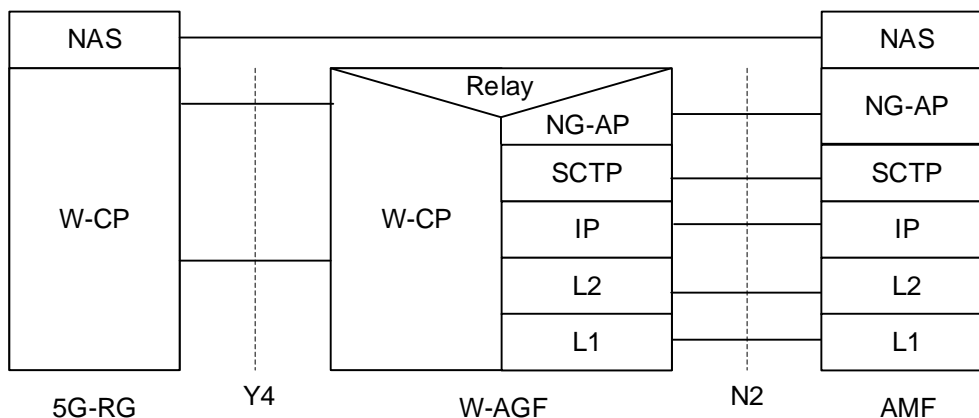 NAS
NAS
Relay
NG-AP
NG-AP
SCTP
SCTP
W-CP
W-CP
IP
IP
L2
L2
L1
L1
5G-RG
Y4
W-AGF
N2
AMF